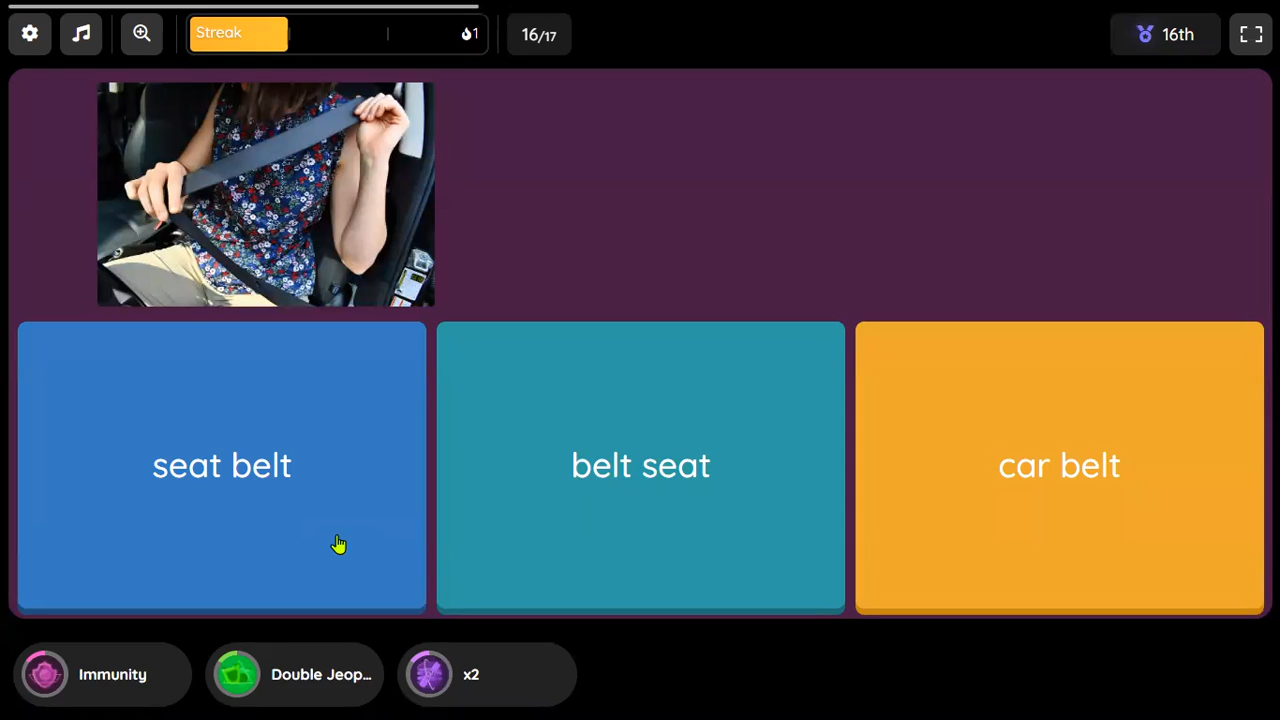 Streak
1
16/17
16th
seat belt
belt seat
car belt
Immunity
Double Jeop...
x2